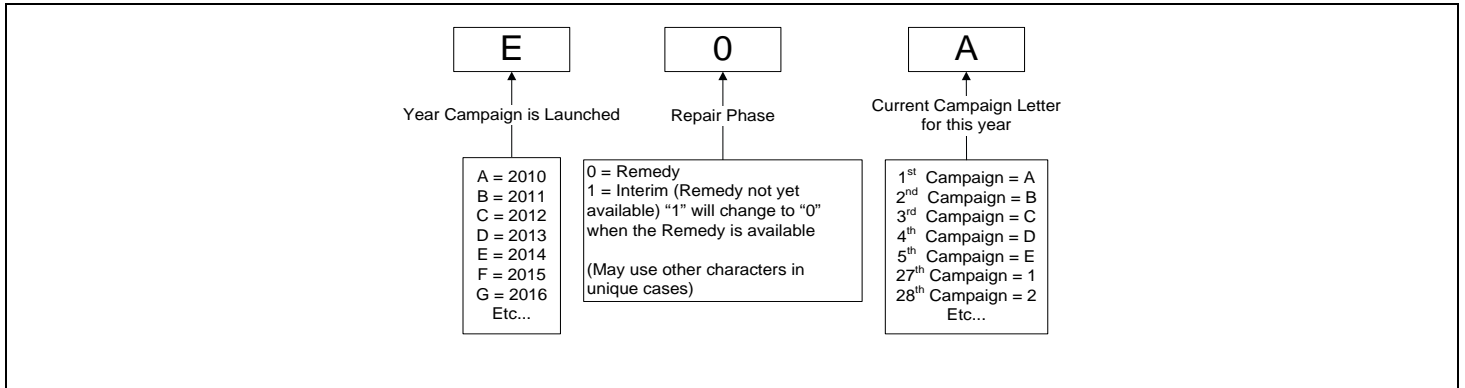 E 0 A
Year Campaign is Launched
Repair Phase
Current Campaign Letter
for this year
A = 2010
B = 2011
C = 2012
D = 2013
E = 2014
F = 2015
G = 2016
Etc...
0 = Remedy
1 = Interim (Remedy not yet
available) “1” will change to “0”
when the Remedy is available
(May use other characters in
unique cases)
1st Campaign = A
2nd Campaign = B
3rd Campaign = C
4th Campaign = D
5th Campaign = E
27th Campaign = 1
28th Campaign = 2
Etc...